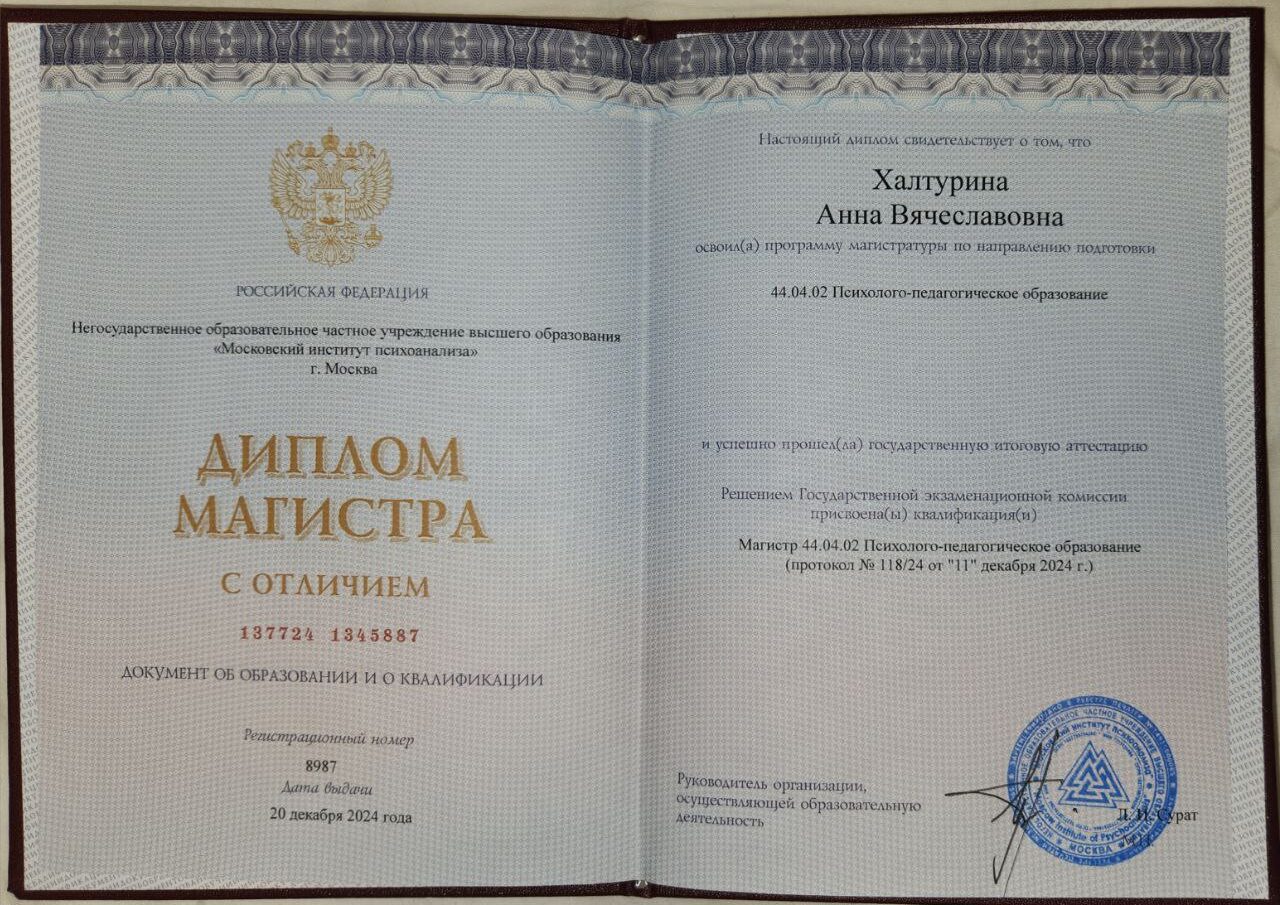 РОССИЙСКАЯ ФЕДЕРАЦИЯ
Негосударственное образовательное частное учреждение высшего образования
«Московский институт психоанализа»
г. Москва
ДИПЛОМ
МАГИСТРА
С ОТЛИЧИЕМ
137724 1345887
ДОКУМЕНТ ОБ ОБРАЗОВАНИИ И О КВАЛИФИКАЦИИ
Регистрационный номер
8987
Дата выдачи
20 декабря 2024 года
Настоящий диплом свидетельствует о том, что
Халтурина
Анна Вячеславовна
освоил(а) программу магистратуры по направлению подготовки
44.04.02 Психолого-педагогическое образование
и успешно прошел(ла) государственную итоговую аттестацию
Решением Государственной экзаменационной комиссии
присвоена(ы) квалификация(и)
Магистр 44.04.02 Психолого-педагогическое образование
(протокол № 118/24 от "11" декабря 2024 г.)
Руководитель организации,
осуществляющей образовательную
деятельность
Л. И. Сурат
МОСКВА